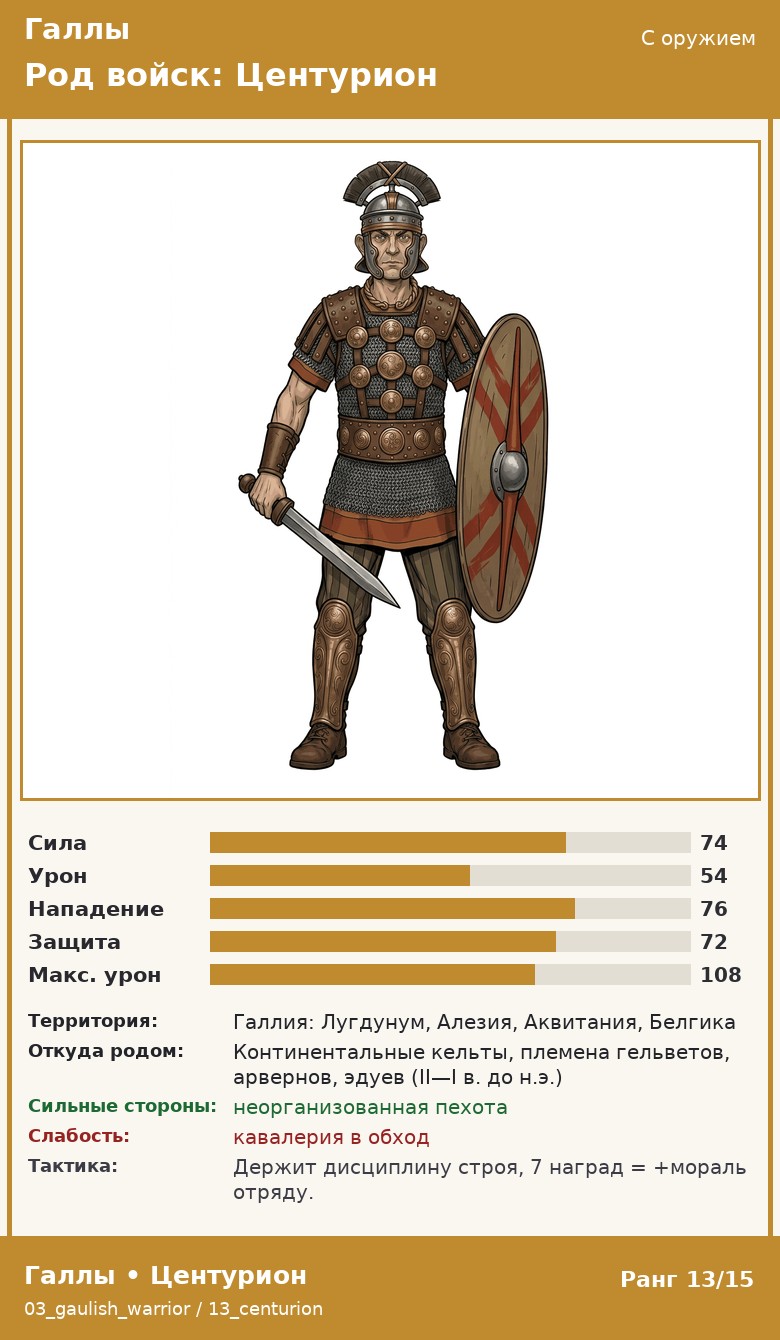 Галлы
С оружием
Род войск: Центурион
Сила 74
Урон 54
Нападение 76
Защита 72
Макс. урон 108
Территория: Галлия: Лугдунум, Алезия, Аквитания, Белгика
Откуда родом: Континентальные кельты, племена гельветов,
арвернов, эдуев (II—I в. до н.э.)
Сильные стороны: неорганизованная пехота
Слабость: кавалерия в обход
Тактика: Держит дисциплину строя, 7 наград = +мораль
отряду.
Галлы • Центурион
Ранг 13/15
03_gaulish_warrior / 13_centurion